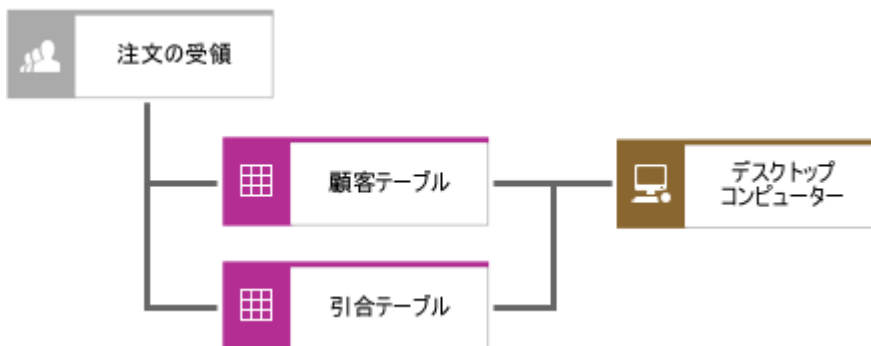 注文の受領
顧客テーブル
デスクトップ
コンピューター
引合テーブル